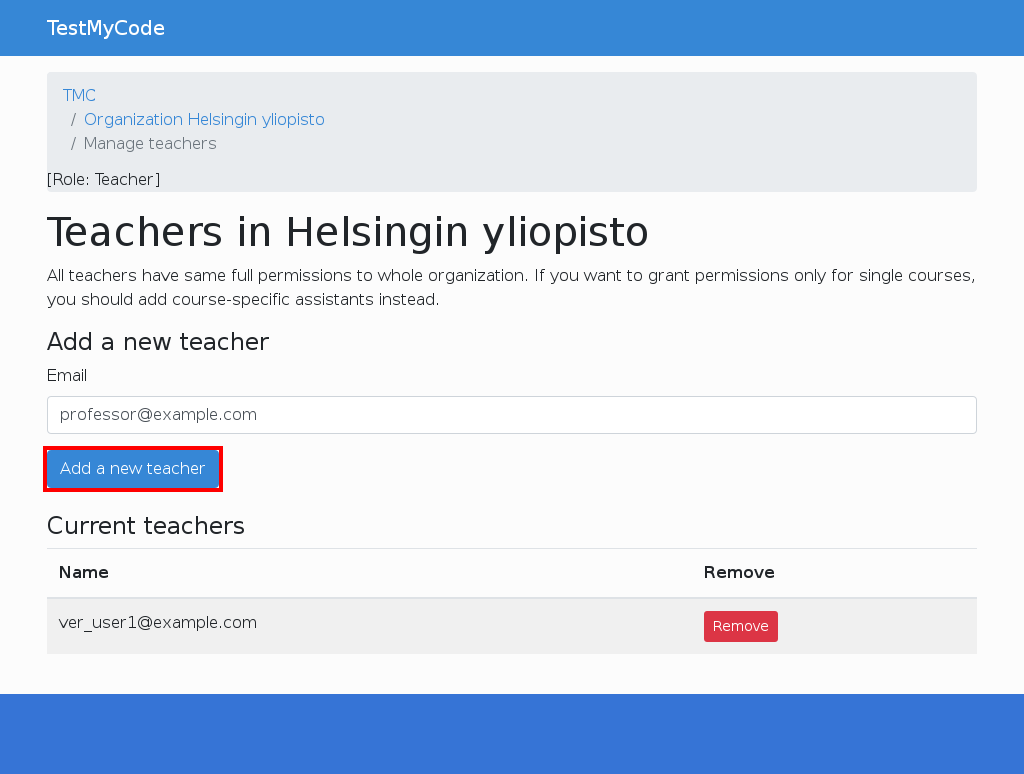 TestMyCode
TMC
/ Organization Helsingin yliopisto
/ Manage teachers
[Role: Teacher]
Teachers in Helsingin yliopisto
All teachers have same full permissions to whole organization. If you want to grant permissions only for single courses,
you should add course-specific assistants instead.
Add a new teacher
Email
professor@example.com
Add a new teacher
Current teachers
Name Remove
ver_user1@example.com Remove